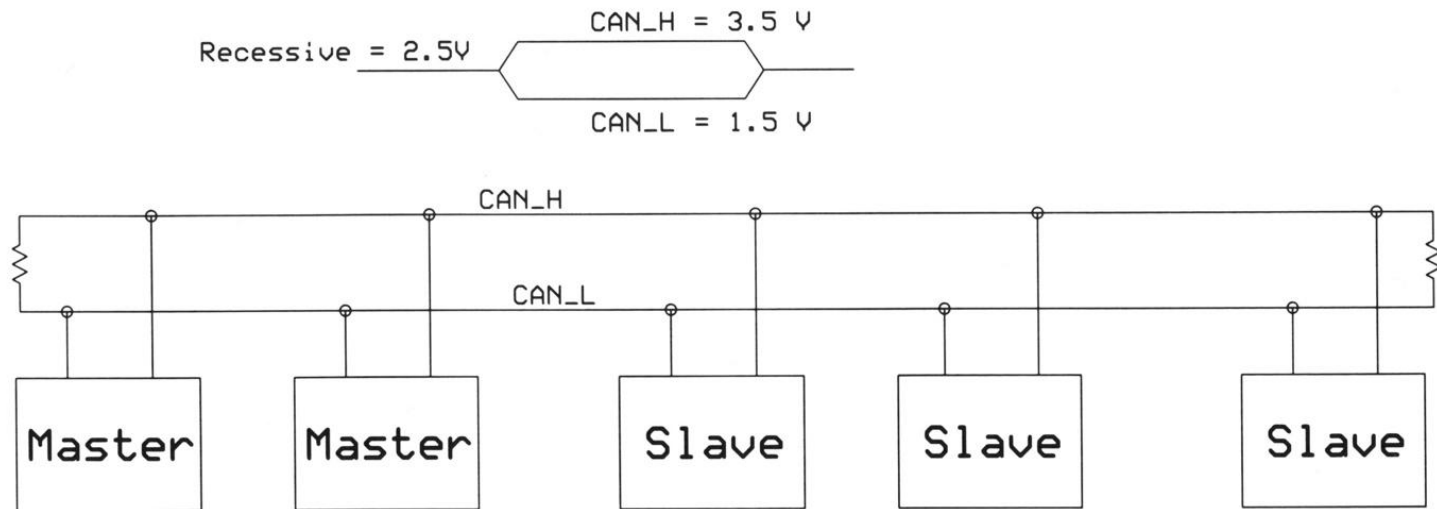 CAN_H = 3.5 V
Recessive = 2.5V
CAN_L = 1.5 V
CAN_H
CAN_L
Master Master Slave Slave Slave